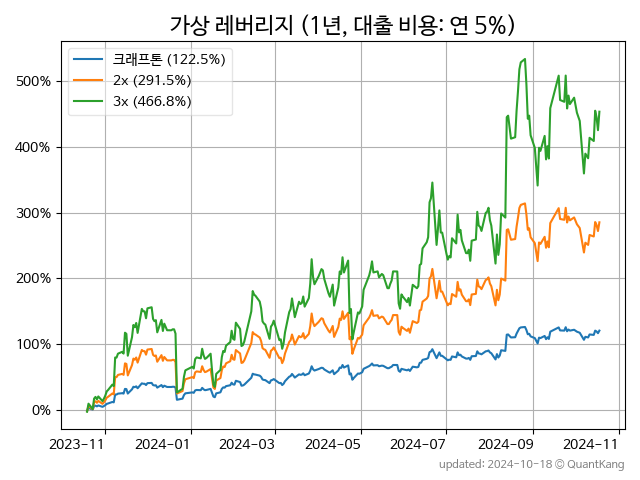 가상 레버리지 (1년, 대출 비용: 연 5%)
크래프톤 (122.5%)
2x (291.5%)
3x (466.8%)
500%
400%
300%
200%
100%
0%
2023-11 2024-01 2024-03 2024-05 2024-07 2024-09 2024-11
updated: 2024-10-18 © QuantKang